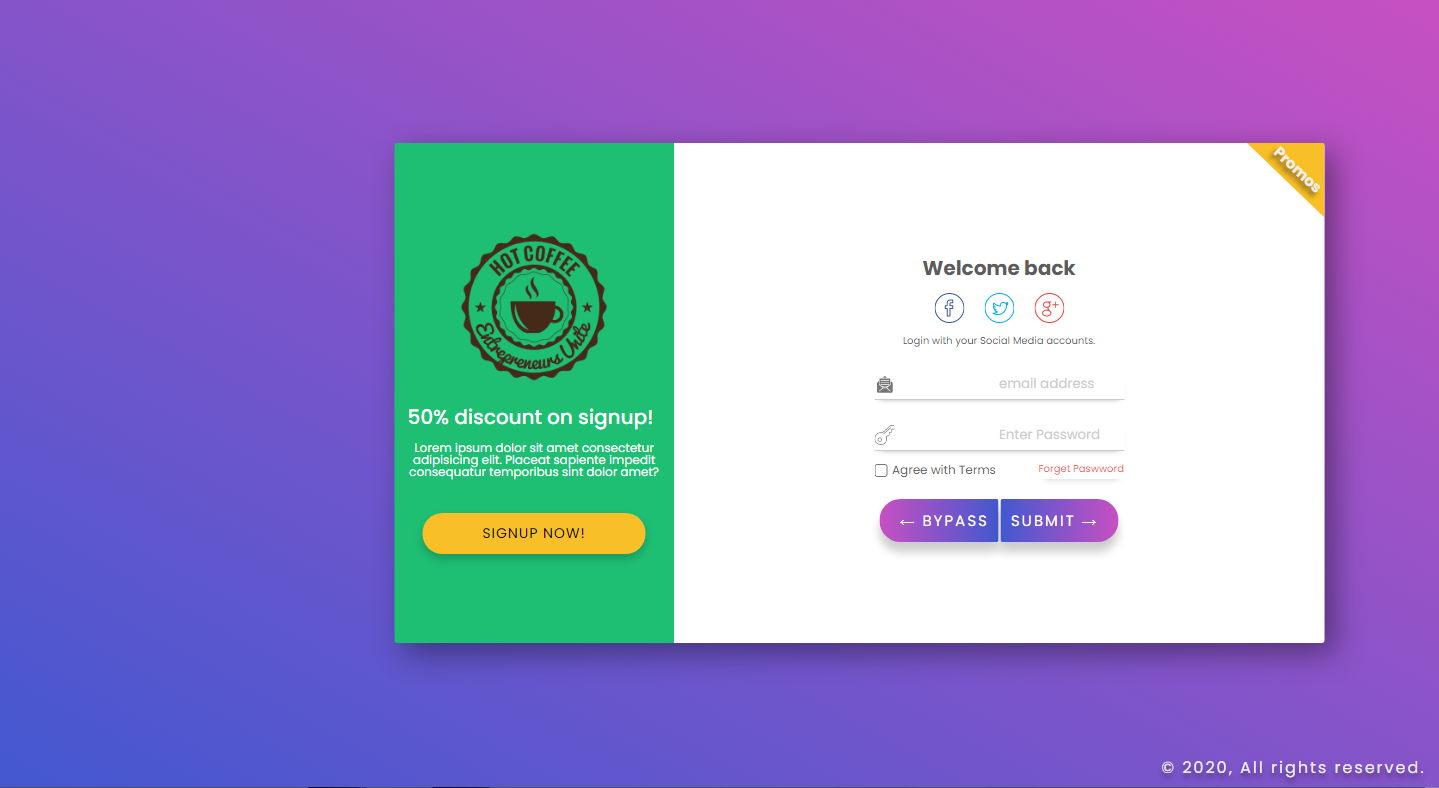 Promos
HOT COFFEE
Entrepreneurs Unite
50% discount on signup!
Lorem ipsum dolor sit amet consectetur
adipisicing elit. Placeat sapiente impedit
consequatur temporibus sint dolor amet?
SIGNUP NOW!
Welcome back
Login with your Social Media accounts.
email address
Enter Password
Agree with Terms
Forget Paswword
← BYPASS
SUBMIT →
© 2020, All rights reserved.